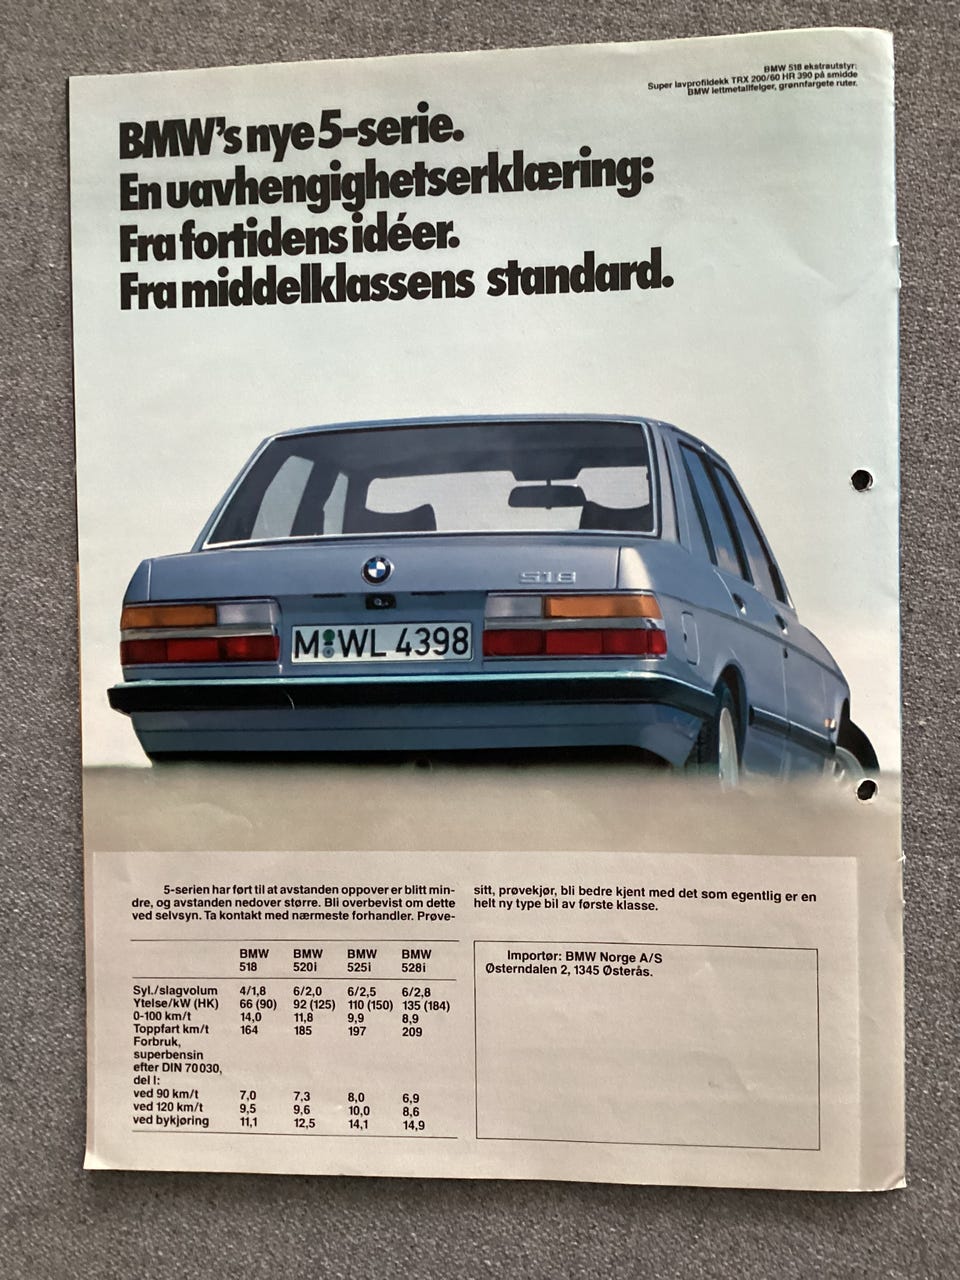 BMW 518 ekstrautstyr:
Super lavprofildekk TRX 200/60 HR 390 på smidde
BMW lettmetallfelger, grønnfargete ruter.
BMW's nye 5-serie.
En uavhengighetserklæring:
Fra fortidens idéer.
Fra middelklassens standard.
BMW
518
M WL 4398
5-serien har ført til at avstanden oppover er blitt min-
dre, og avstanden nedover større. Bli overbevist om dette
ved selvsyn. Ta kontakt med nærmeste forhandler. Prøve-
sitt, prøvekjør, bli bedre kjent med det som egentlig er en
helt ny type bil av første klasse.
BMW BMW BMW BMW
518 520i 525i 528i
Syl./slagvolum 4/1,8 6/2,0 6/2,5 6/2,8
Ytelse/kW (HK) 66 (90) 92 (125) 110 (150) 135 (184)
0-100 km/t 14,0 11,8 9,9 8,9
Toppfart km/t 164 185 197 209
Forbruk,
superbensin
efter DIN 70030,
del I:
ved 90 km/t 7,0 7,3 8,0 6,9
ved 120 km/t 9,5 9,6 10,0 8,6
ved bykjøring 11,1 12,5 14,1 14,9
Importør: BMW Norge A/S
Østerndalen 2, 1345 Østerås.